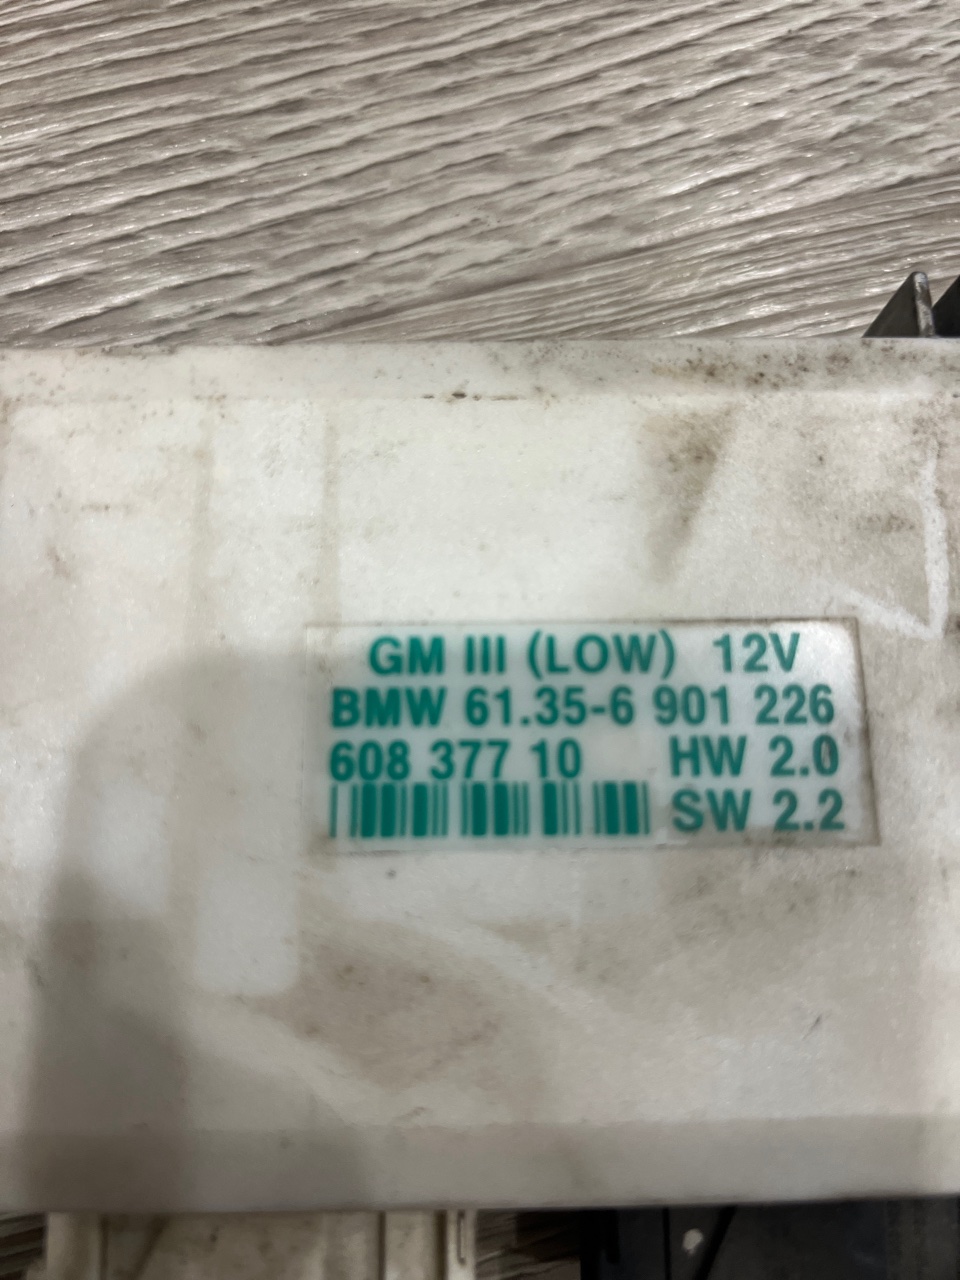 GM III (LOW) 12V
BMW 61.35-6 901 226
608 377 10 HW 2.0
SW 2.2